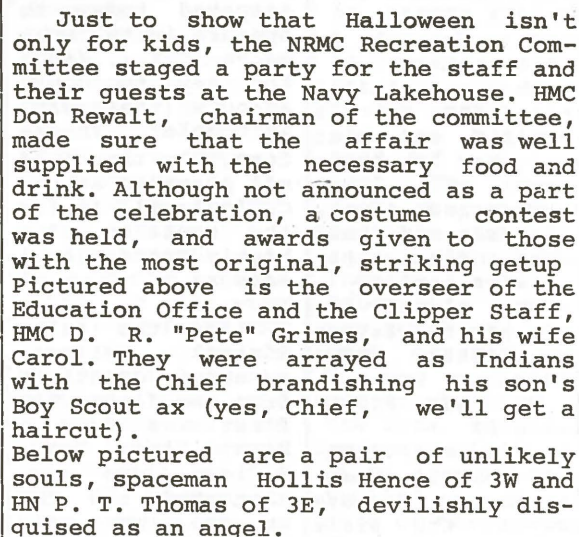 Just to show that Halloween isn't
only for kids, the NRMC Recreation Com-
mittee staged a party for the staff and
their guests at the Navy Lakehouse. HMC
Don Rewalt, chairman of the committee,
made sure that the affair was well
supplied with the necessary food and
drink. Although not announced as a part
of the celebration, a costume contest
was held, and awards given to those
with the most original, striking getup
Pictured above is the overseer of the
Education Office and the Clipper Staff,
HMC D. R. "Pete" Grimes, and his wife
Carol. They were arrayed as Indians
with the Chief brandishing his son's
Boy Scout ax (yes, Chief, we'll get a
haircut).
Below pictured are a pair of unlikely
souls, spaceman Hollis Hence of 3W and
HN P. T. Thomas of 3E, devilishly dis-
guised as an angel.